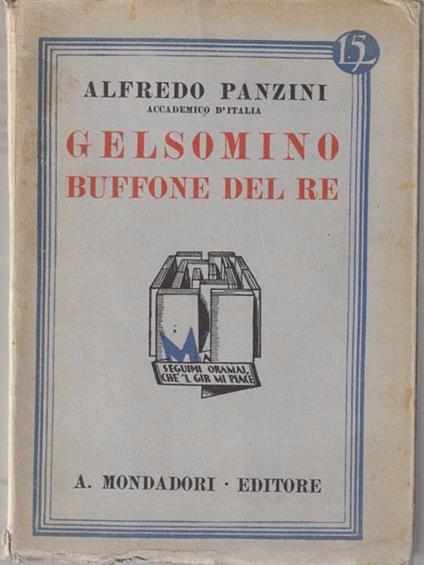 15
ALFREDO PANZINI
ACCADEMICO D'ITALIA
GELSOMINO
BUFFONE DEL RE
SEGUIMI ORAMAI,
CHE 'L GIR MI PIACE
A. MONDADORI · EDITORE